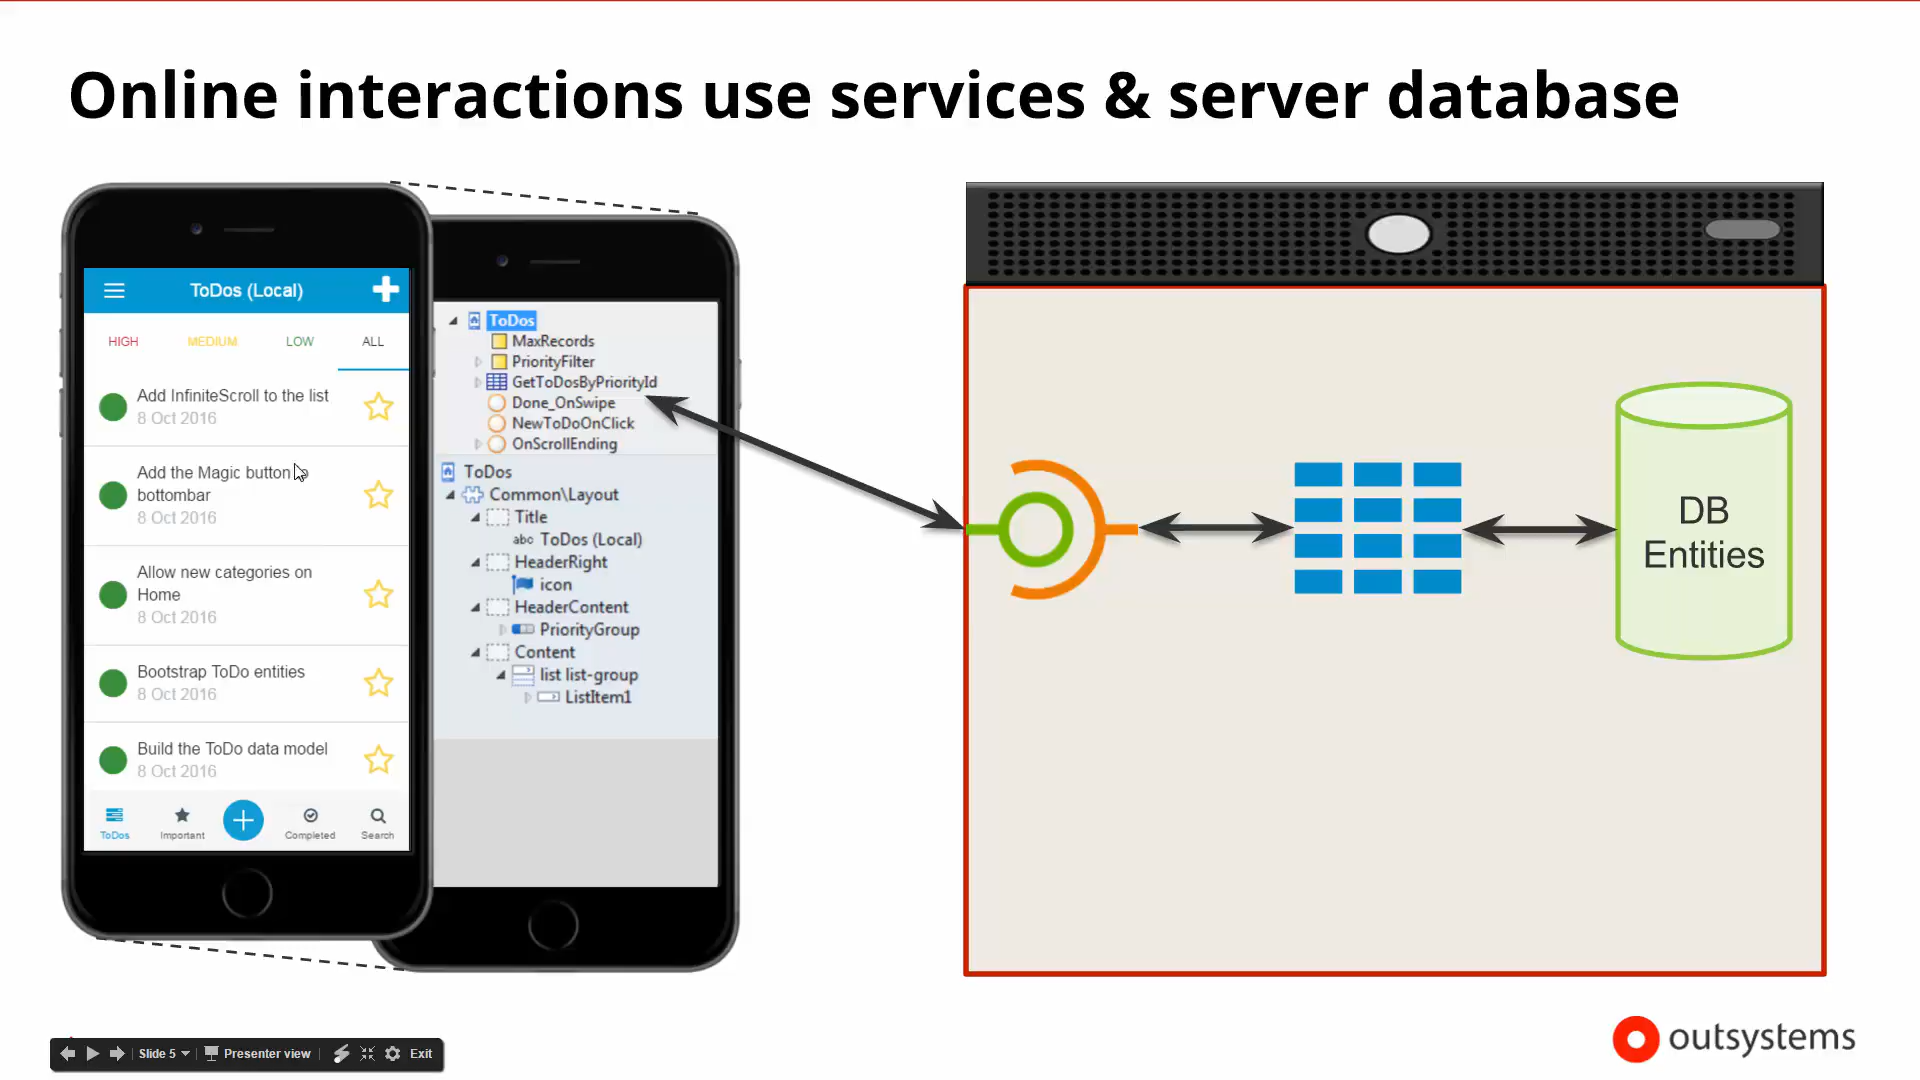 Online interactions use services & server database
ToDos (Local)
HIGH MEDIUM LOW ALL
Add InfiniteScroll to the list
8 Oct 2016
Add the Magic button
bottombar
8 Oct 2016
Allow new categories on
Home
8 Oct 2016
Bootstrap ToDo entities
8 Oct 2016
Build the ToDo data model
8 Oct 2016
ToDos Important Completed Search
ToDos
MaxRecords
PriorityFilter
GetToDosByPriorityId
Done_OnSwipe
NewToDoOnClick
OnScrollEnding
ToDos
Common\Layout
Title
abc ToDos (Local)
HeaderRight
icon
HeaderContent
PriorityGroup
Content
list list-group
ListItem1
DB
Entities
Slide 5 Presenter view Exit
outsystems